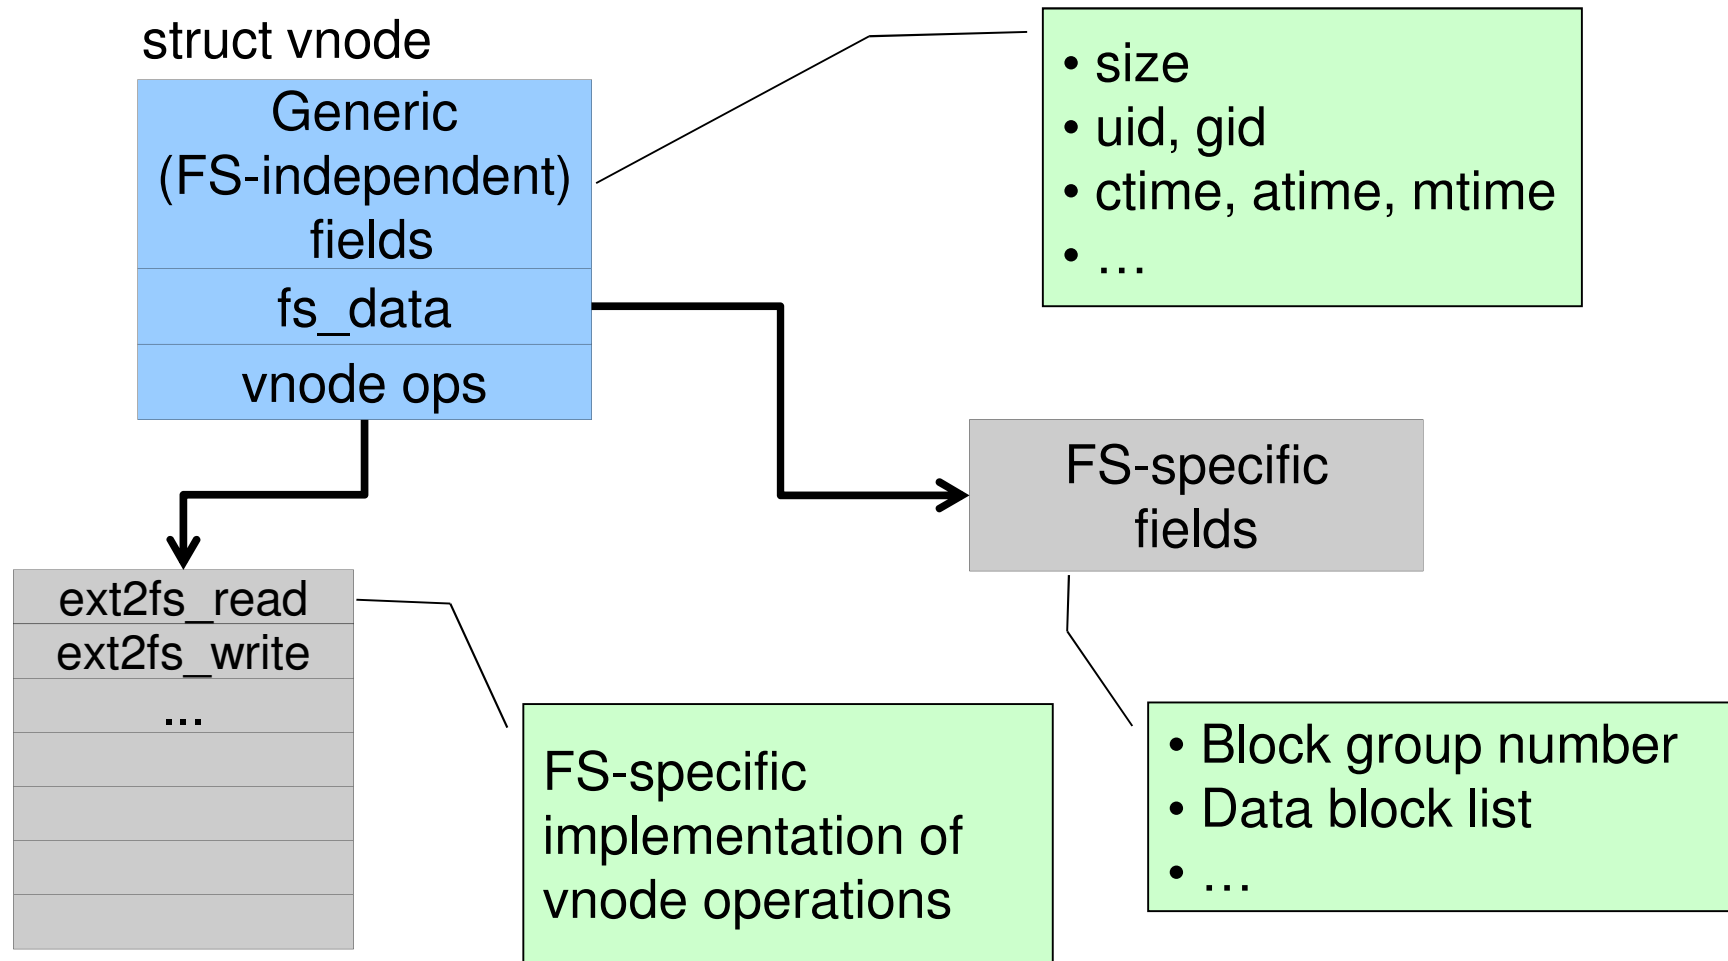 struct vnode
Generic
(FS-independent)
fields
fs_data
vnode ops
• size
• uid, gid
• ctime, atime, mtime
• …
FS-specific
fields
ext2fs_read
ext2fs_write
...
FS-specific
implementation of
vnode operations
• Block group number
• Data block list
• …